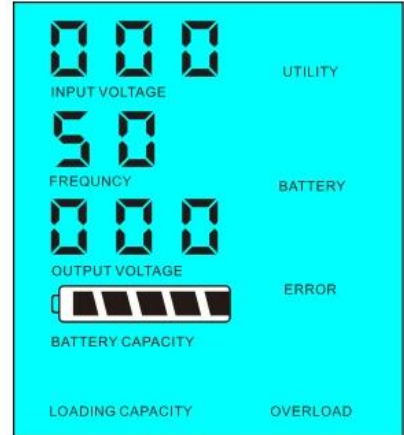 000
UTILITY
INPUT VOLTAGE
50
FREQUNCY
BATTERY
000
OUTPUT VOLTAGE
ERROR
BATTERY CAPACITY
LOADING CAPACITY
OVERLOAD